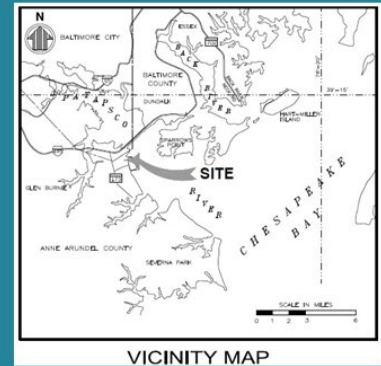 N
BALTIMORE CITY
ESSEX
BACK RIVER
BALTIMORE
COUNTY
DUNDALK
PATAPSCO
39°-15'
HART-MILLER
ISLAND
SPARROWS
POINT
SITE
GLEN BURNIE
RIVER
CHESAPEAKE
BAY
ANNE ARUNDEL COUNTY
SEVERNA PARK
SCALE IN MILES
0 1 2 3 6
VICINITY MAP